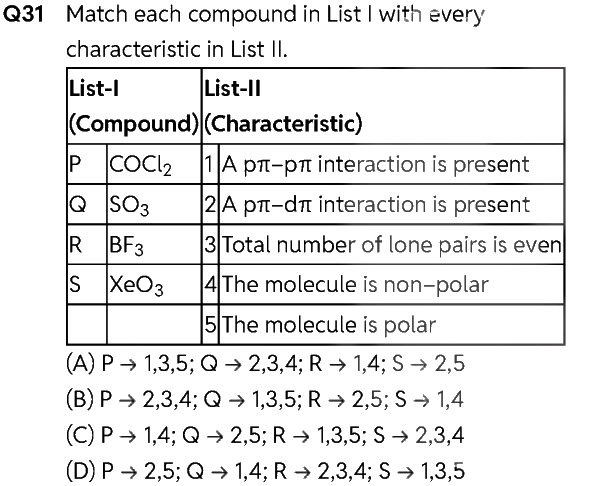 Q31 Match each compound in List I with every
characteristic in List II.
List-I List-II
(Compound) (Characteristic)
P COCl₂ 1 A pπ–pπ interaction is present
Q SO₃ 2 A pπ–dπ interaction is present
R BF₃ 3 Total number of lone pairs is even
S XeO₃ 4 The molecule is non–polar
5 The molecule is polar
(A) P → 1,3,5; Q → 2,3,4; R → 1,4; S → 2,5
(B) P → 2,3,4; Q → 1,3,5; R → 2,5; S → 1,4
(C) P → 1,4; Q → 2,5; R → 1,3,5; S → 2,3,4
(D) P → 2,5; Q → 1,4; R → 2,3,4; S → 1,3,5